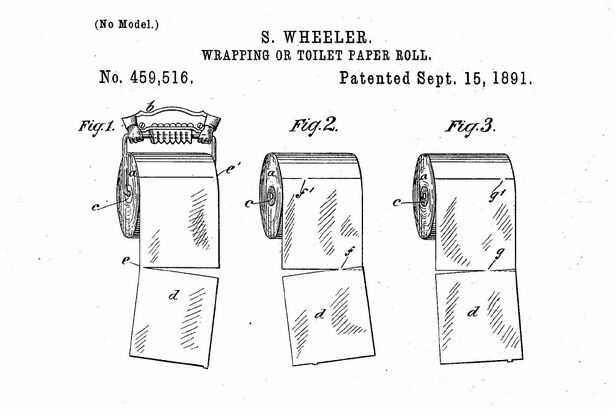 (No Model.)
S. WHEELER.
WRAPPING OR TOILET PAPER ROLL.
No. 459,516. Patented Sept. 15, 1891.
Fig.1. b Fig.2. Fig.3.
a e' a f' a g'
c c c
e f g
d d d